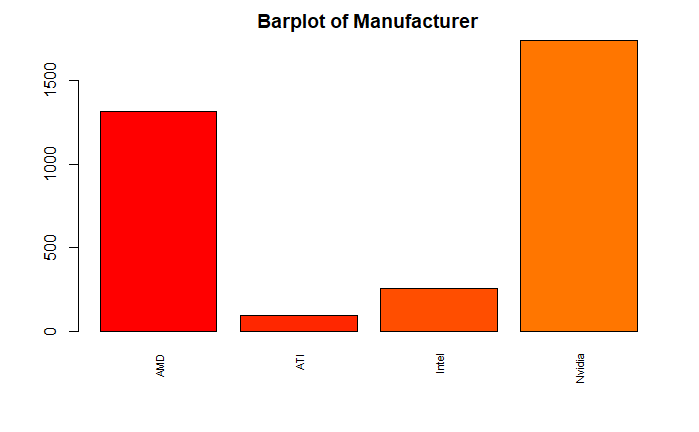 Barplot of Manufacturer
1500
1000
500
0
AMD
ATI
Intel
Nvidia